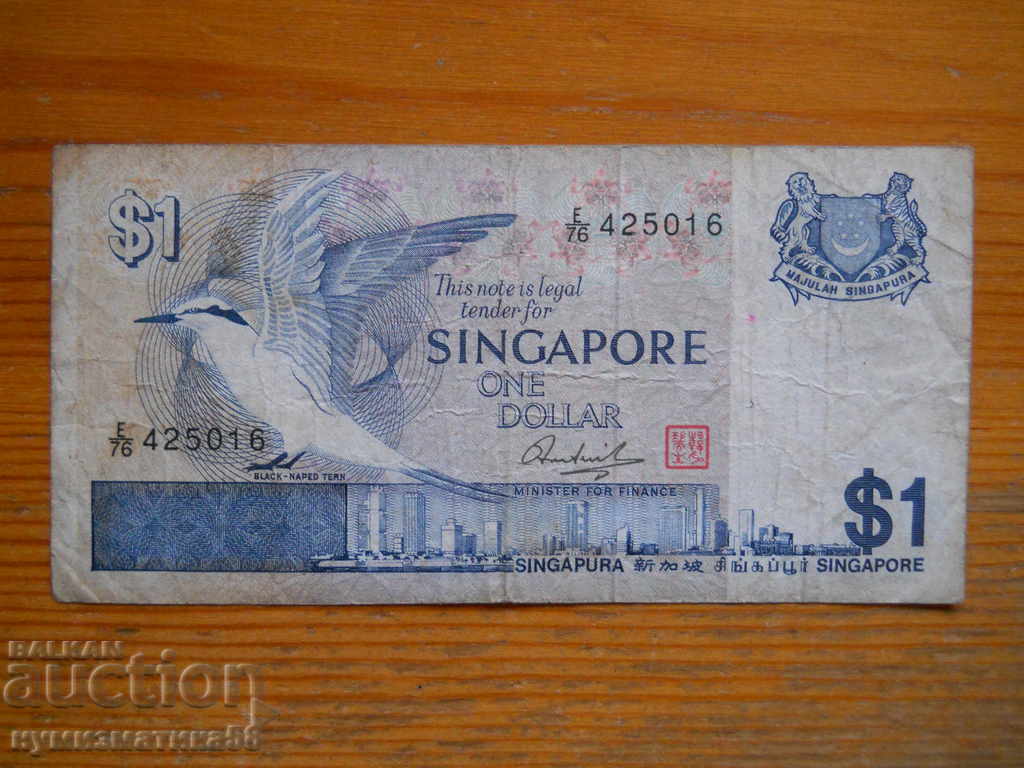 $1
E/76 425016
MAJULAH SINGAPURA
This note is legal
tender for
SINGAPORE
ONE
DOLLAR
E/76 425016
BLACK-NAPED TERN
MINISTER FOR FINANCE
$1
SINGAPURA 新加坡 சிங்கப்பூர் SINGAPORE
BALKAN
auction
нумизматика58